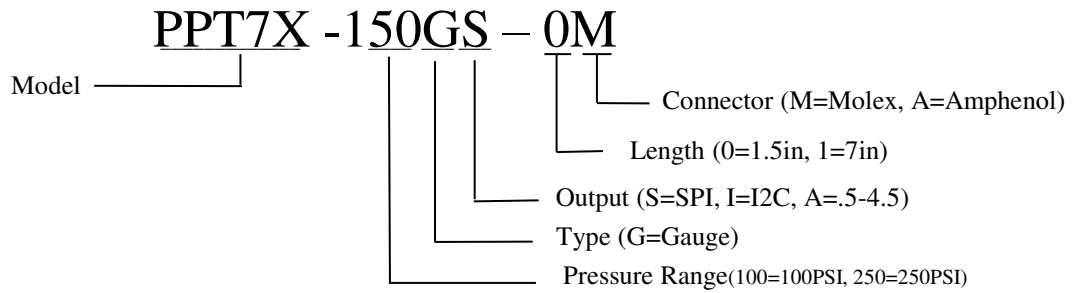 PPT7X -150GS – 0M
Model
Connector (M=Molex, A=Amphenol)
Length (0=1.5in, 1=7in)
Output (S=SPI, I=I2C, A=.5-4.5)
Type (G=Gauge)
Pressure Range(100=100PSI, 250=250PSI)